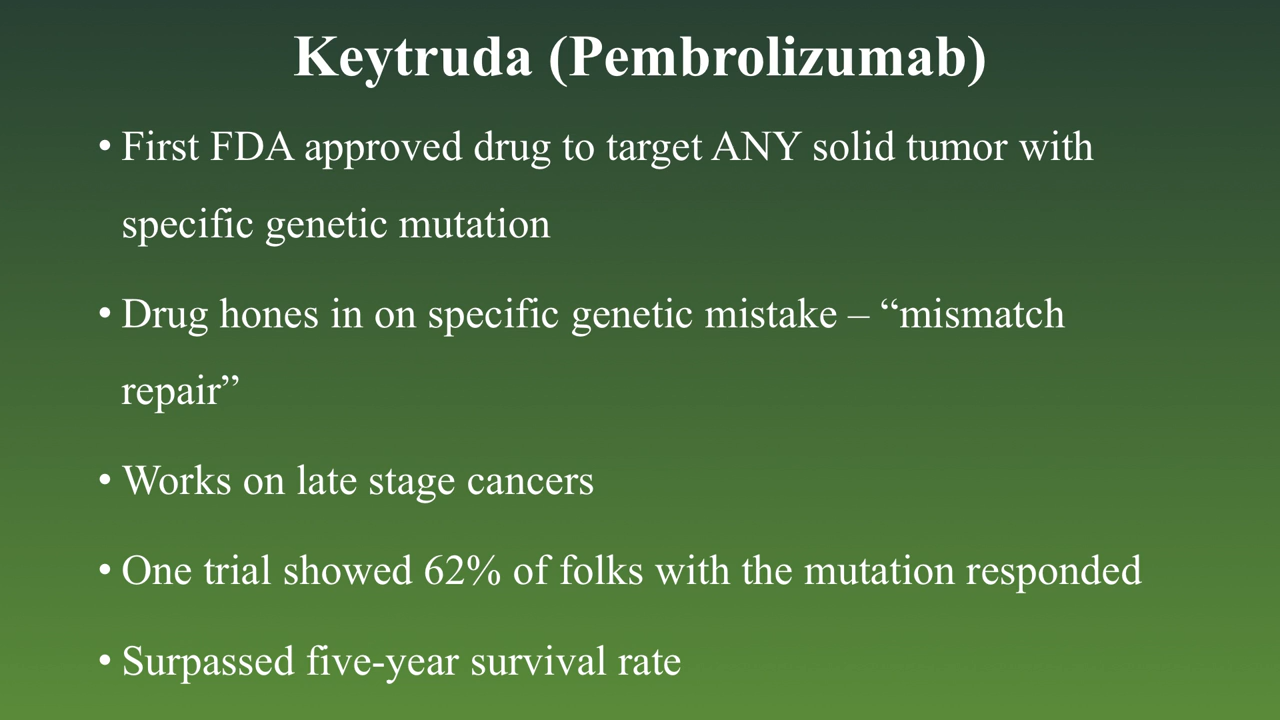 Keytruda (Pembrolizumab)
• First FDA approved drug to target ANY solid tumor with
specific genetic mutation
• Drug hones in on specific genetic mistake – “mismatch
repair”
• Works on late stage cancers
• One trial showed 62% of folks with the mutation responded
• Surpassed five-year survival rate